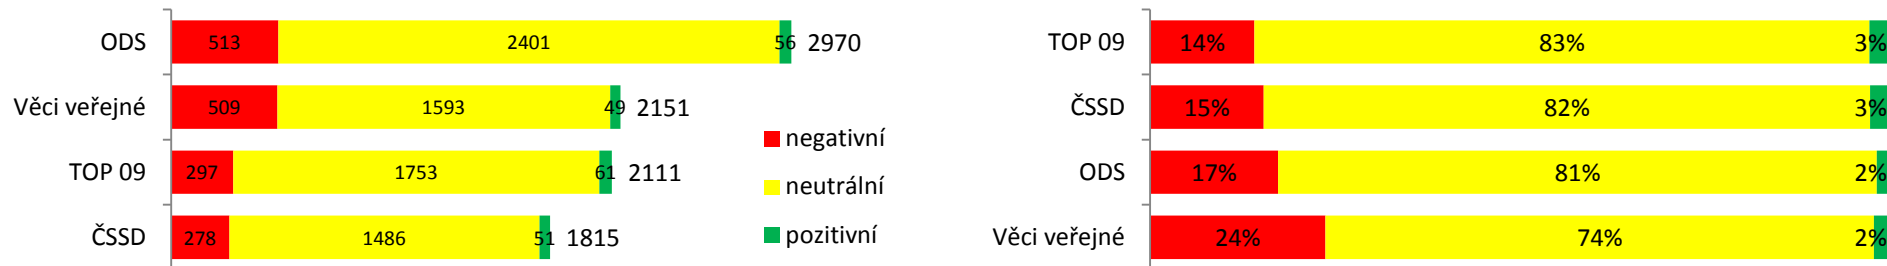 ODS 513 2401 56 2970
Věci veřejné 509 1593 49 2151
TOP 09 297 1753 61 2111
ČSSD 278 1486 51 1815
negativní
neutrální
pozitivní
TOP 09 14% 83% 3%
ČSSD 15% 82% 3%
ODS 17% 81% 2%
Věci veřejné 24% 74% 2%